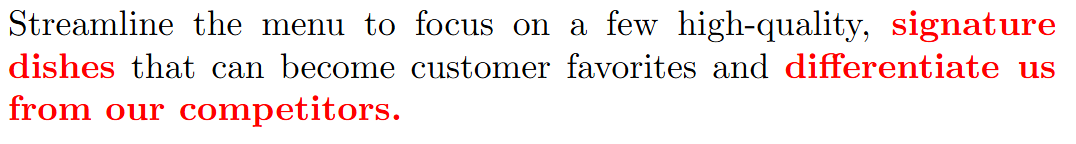 Streamline the menu to focus on a few high-quality, signature
dishes that can become customer favorites and differentiate us
from our competitors.